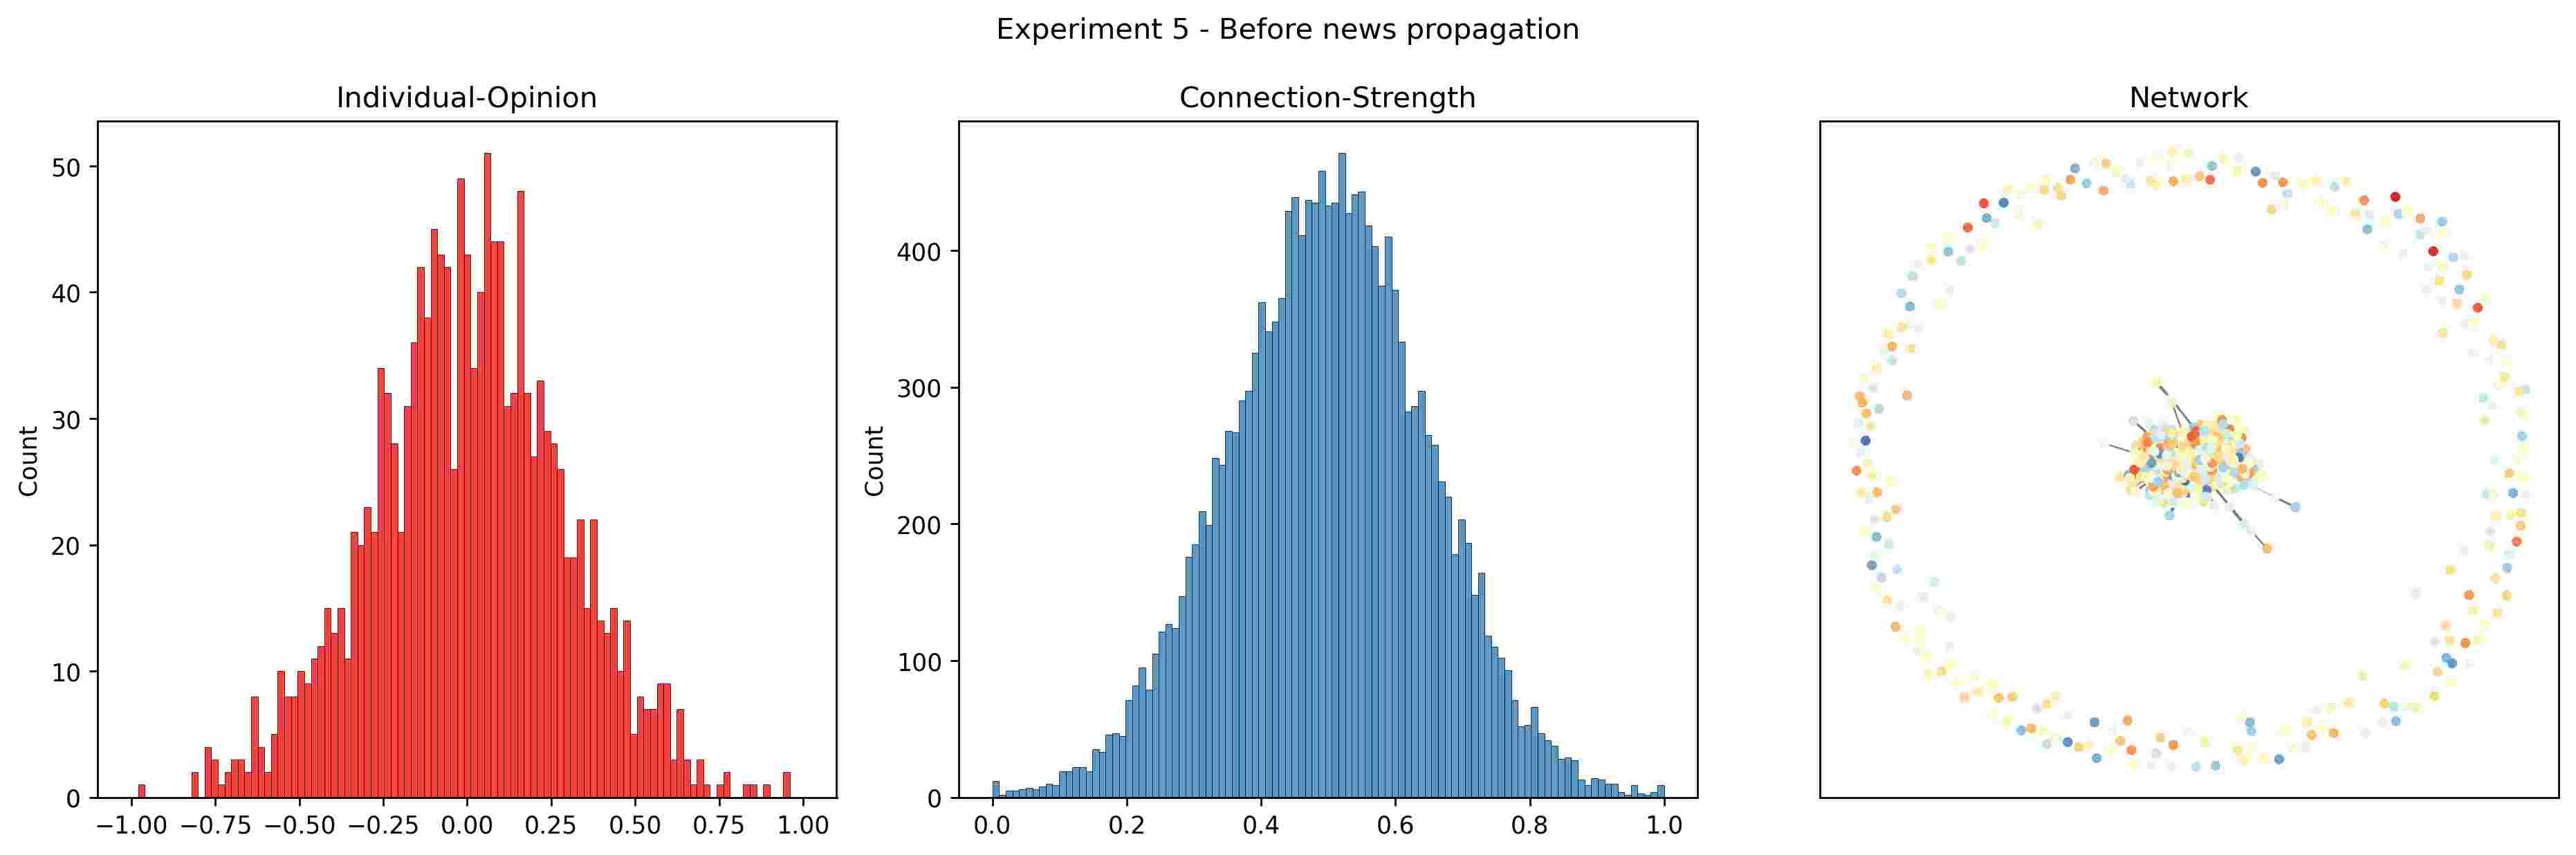 Experiment 5 - Before news propagation
Individual-Opinion
Count
50
40
30
20
10
0
−1.00 −0.75 −0.50 −0.25 0.00 0.25 0.50 0.75 1.00
Connection-Strength
Count
400
300
200
100
0
0.0 0.2 0.4 0.6 0.8 1.0
Network